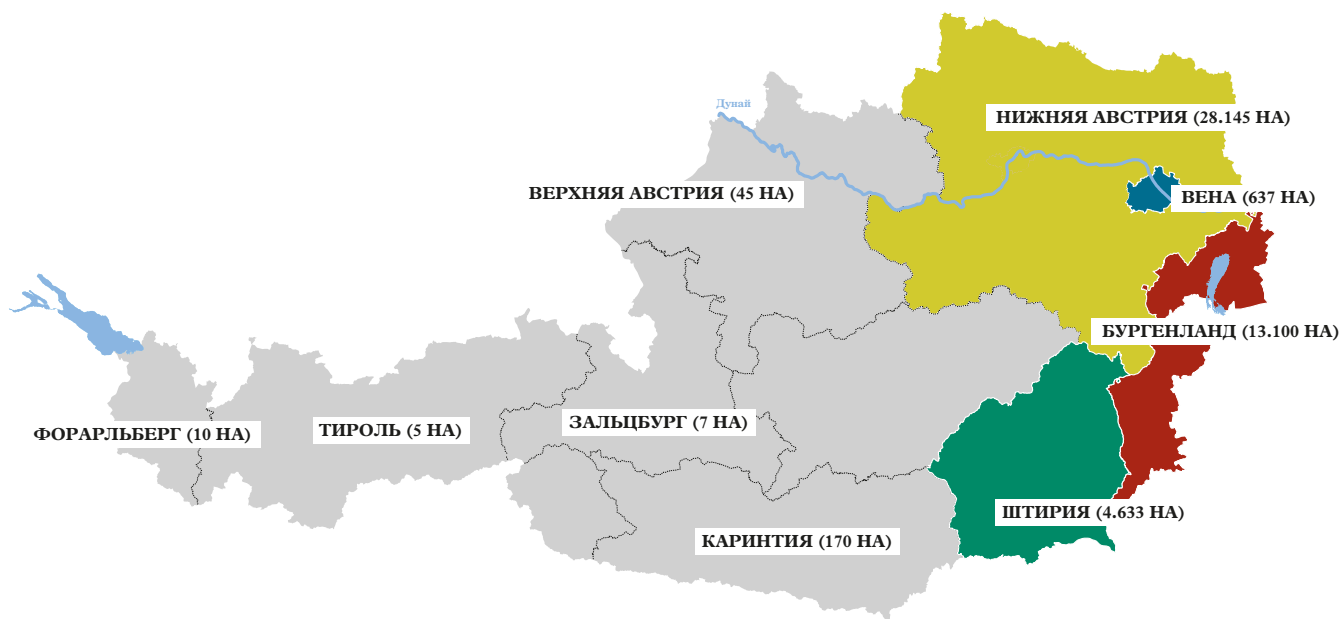 Дунай
НИЖНЯЯ АВСТРИЯ (28.145 HA)
ВЕРХНЯЯ АВСТРИЯ (45 HA)
ВЕНА (637 HA)
БУРГЕНЛАНД (13.100 HA)
ФОРАРЛЬБЕРГ (10 HA)
ТИРОЛЬ (5 HA)
ЗАЛЬЦБУРГ (7 HA)
ШТИРИЯ (4.633 HA)
КАРИНТИЯ (170 HA)